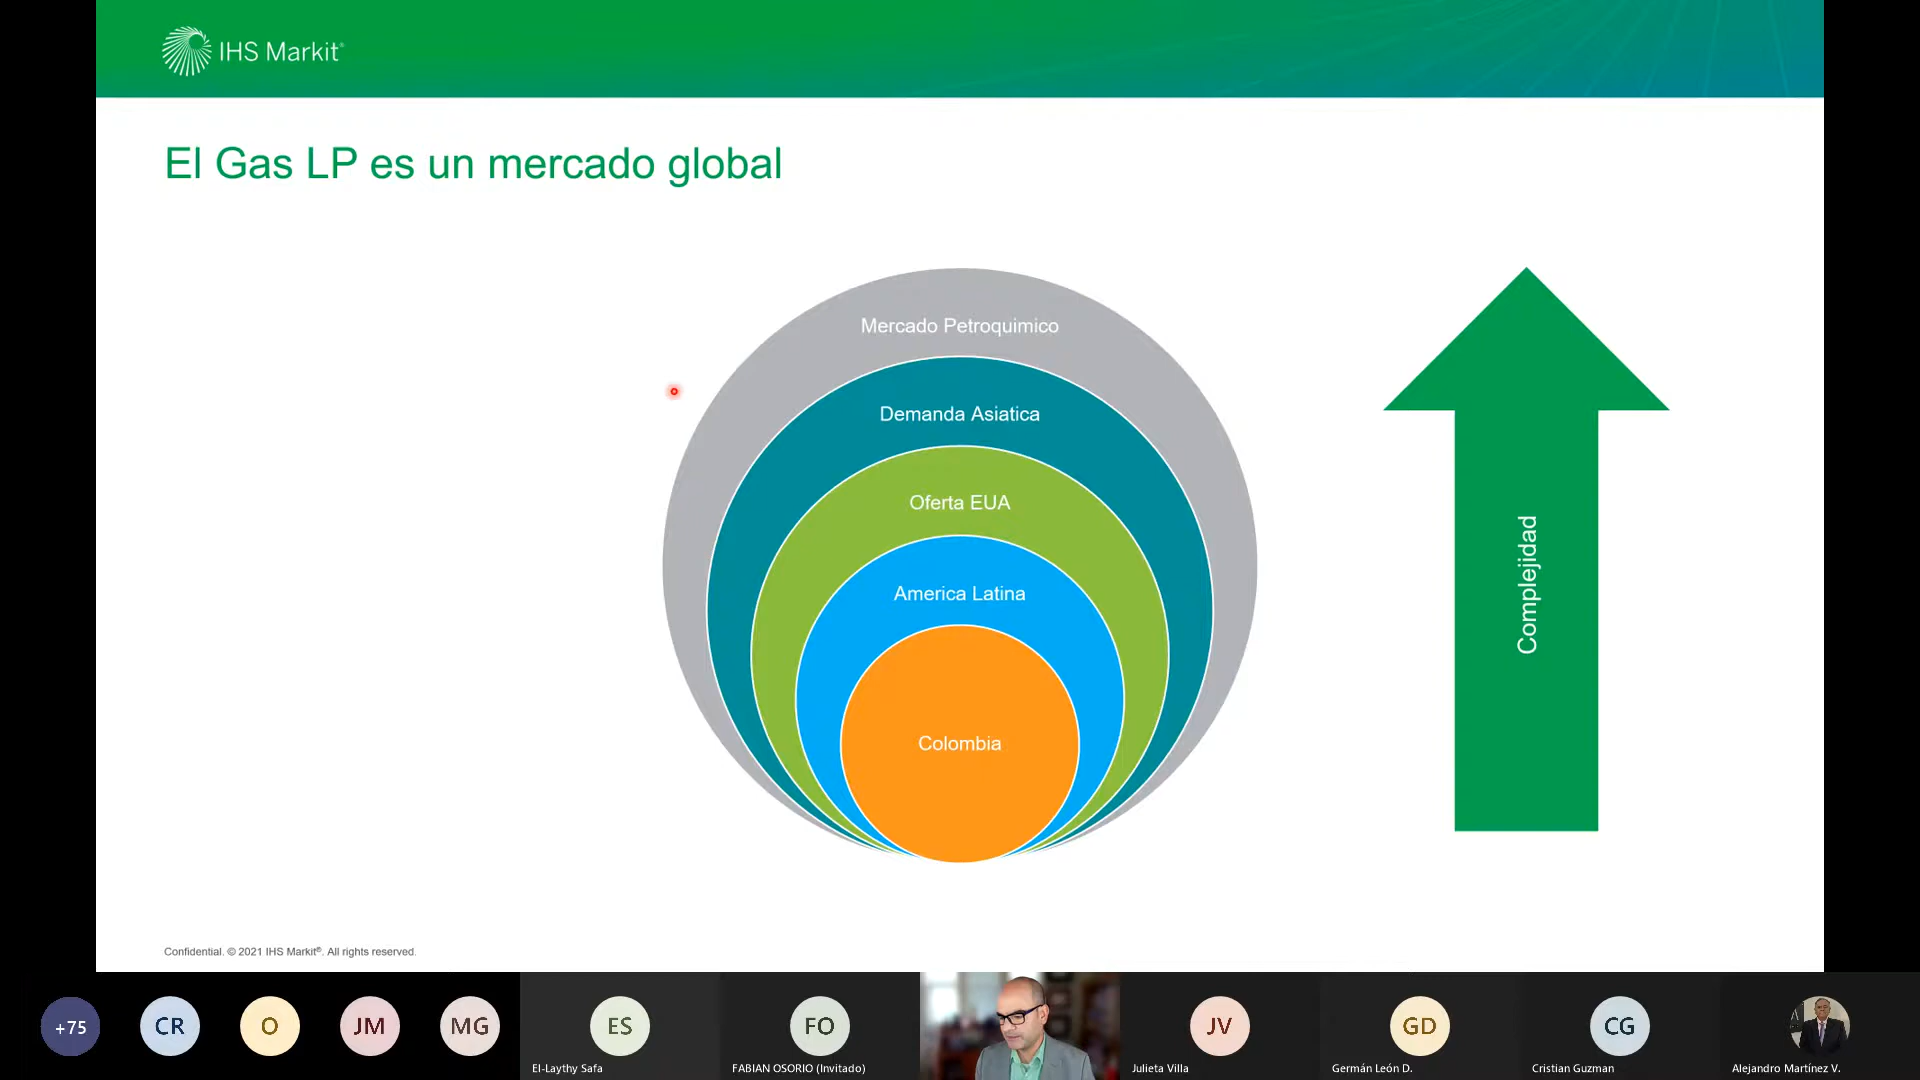 IHS Markit®
El Gas LP es un mercado global
Mercado Petroquimico
Demanda Asiatica
Oferta EUA
America Latina
Colombia
Complejidad
Confidential. © 2021 IHS Markit®. All rights reserved.
+75
CR
O
JM
MG
ES
FO
JV
GD
CG
El-Laythy Safa
FABIAN OSORIO (Invitado)
Julieta Villa
Germán León D.
Cristian Guzman
Alejandro Martínez V.